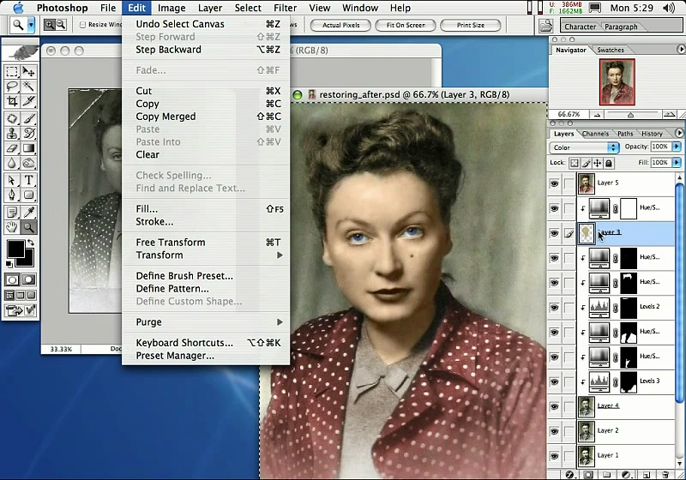 Photoshop File Edit Image Layer Select Filter View Window Help
U: 386MB
F: 1662MB
Mon 5:29
Resize Wind
Actual Pixels
Fit On Screen
Print Size
Character
Paragraph
(RGB/8)
Undo Select Canvas ⌘Z
Step Forward ⇧⌘Z
Step Backward ⌥⌘Z
Fade... ⇧⌘F
Cut ⌘X
Copy ⌘C
Copy Merged ⇧⌘C
Paste ⌘V
Paste Into ⇧⌘V
Clear
Check Spelling...
Find and Replace Text...
Fill... ⇧F5
Stroke...
Free Transform ⌘T
Transform
Define Brush Preset...
Define Pattern...
Define Custom Shape...
Purge
Keyboard Shortcuts... ⌥⇧⌘K
Preset Manager...
33.33%
Doc
restoring_after.psd @ 66.7% (Layer 3, RGB/8)
Navigator
Swatches
66.67%
Layers Channels Paths History
Color
Opacity: 100%
Lock:
Fill: 100%
Layer 5
Hue/S...
Layer 3
Hue/S...
Hue/S...
Levels 2
Hue/S...
Hue/S...
Levels 3
Layer 4
Layer 2
Layer 1